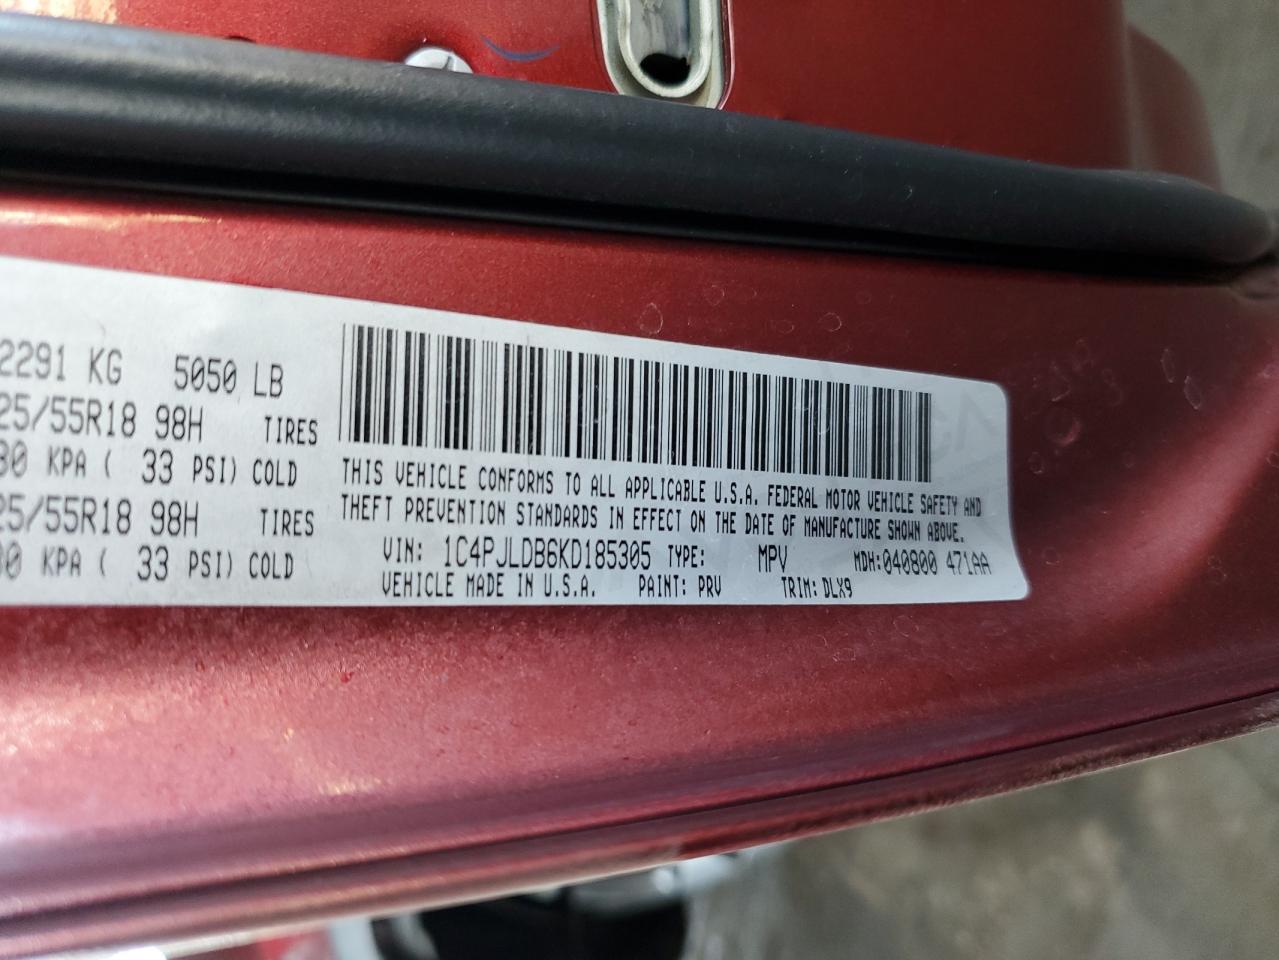 2291 KG 5050 LB
25/55R18 98H TIRES
30 KPA ( 33 PSI) COLD
25/55R18 98H TIRES
30 KPA ( 33 PSI) COLD
THIS VEHICLE CONFORMS TO ALL APPLICABLE U.S.A. FEDERAL MOTOR VEHICLE SAFETY AND
THEFT PREVENTION STANDARDS IN EFFECT ON THE DATE OF MANUFACTURE SHOWN ABOVE.
VIN: 1C4PJLDB6KD185305 TYPE: MPV MDH: 040800 471AA
VEHICLE MADE IN U.S.A. PAINT: PRV TRIM: DLX9